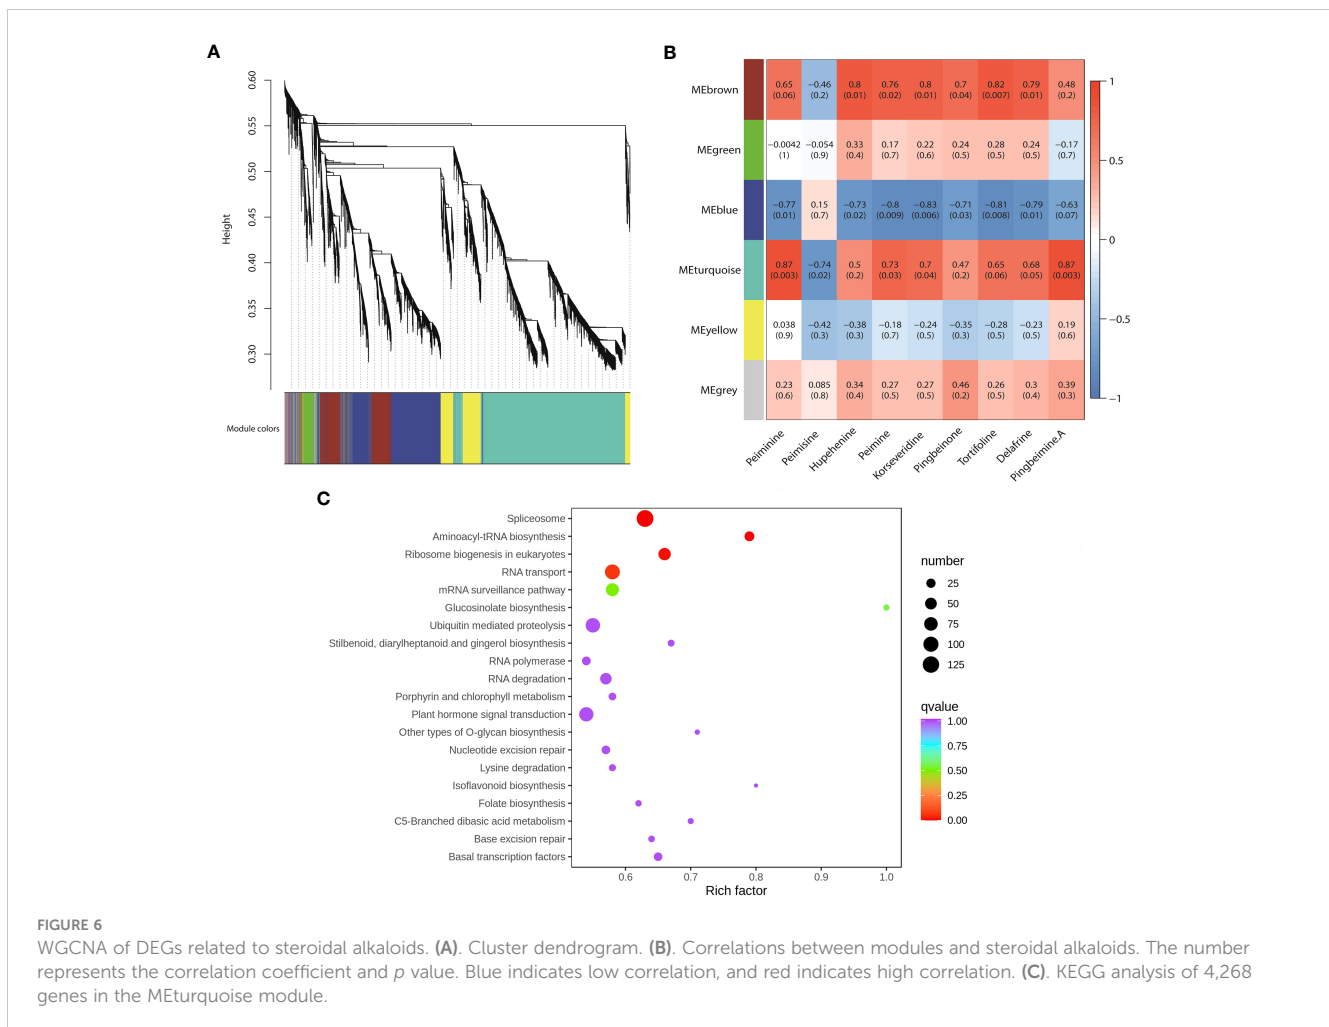 A
0.60
0.55
0.50
0.45
0.40
0.35
0.30
Height
Module colors
B
MEbrown
0.65 −0.46 0.8 0.76 0.8 0.7 0.82 0.79 0.48
(0.06) (0.2) (0.01) (0.02) (0.01) (0.04) (0.007) (0.01) (0.2)
MEgreen
−0.0042 −0.054 0.33 0.17 0.22 0.24 0.28 0.24 −0.17
(1) (0.9) (0.4) (0.7) (0.6) (0.5) (0.5) (0.5) (0.7)
MEblue
−0.77 0.15 −0.73 −0.8 −0.83 −0.71 −0.81 −0.79 −0.63
(0.01) (0.7) (0.02) (0.009) (0.006) (0.03) (0.008) (0.01) (0.07)
MEturquoise
0.87 −0.74 0.5 0.73 0.7 0.47 0.65 0.68 0.87
(0.003) (0.02) (0.2) (0.03) (0.04) (0.2) (0.06) (0.05) (0.003)
MEyellow
0.038 −0.42 −0.38 −0.18 −0.24 −0.35 −0.28 −0.23 0.19
(0.9) (0.3) (0.3) (0.7) (0.5) (0.3) (0.5) (0.5) (0.6)
MEgrey
0.23 0.085 0.34 0.27 0.27 0.46 0.26 0.3 0.39
(0.6) (0.8) (0.4) (0.5) (0.5) (0.2) (0.5) (0.4) (0.3)
Peiminine
Peimisine
Hupehenine
Peimine
Korseveridine
Pingbeinone
Tortifoline
Delafrine
Pingbeimine.A
1
0.5
0
−0.5
−1
C
Spliceosome
Aminoacyl-tRNA biosynthesis
Ribosome biogenesis in eukaryotes
RNA transport
mRNA surveillance pathway
Glucosinolate biosynthesis
Ubiquitin mediated proteolysis
Stilbenoid, diarylheptanoid and gingerol biosynthesis
RNA polymerase
RNA degradation
Porphyrin and chlorophyll metabolism
Plant hormone signal transduction
Other types of O-glycan biosynthesis
Nucleotide excision repair
Lysine degradation
Isoflavonoid biosynthesis
Folate biosynthesis
C5-Branched dibasic acid metabolism
Base excision repair
Basal transcription factors
0.6 0.7 0.8 0.9 1.0
Rich factor
number
25
50
75
100
125
qvalue
1.00
0.75
0.50
0.25
0.00
FIGURE 6
WGCNA of DEGs related to steroidal alkaloids. (A). Cluster dendrogram. (B). Correlations between modules and steroidal alkaloids. The number
represents the correlation coefficient and p value. Blue indicates low correlation, and red indicates high correlation. (C). KEGG analysis of 4,268
genes in the MEturquoise module.